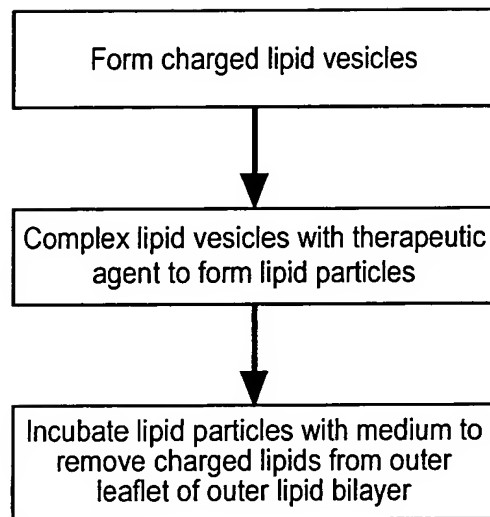 Form charged lipid vesicles
Complex lipid vesicles with therapeutic
agent to form lipid particles
Incubate lipid particles with medium to
remove charged lipids from outer
leaflet of outer lipid bilayer